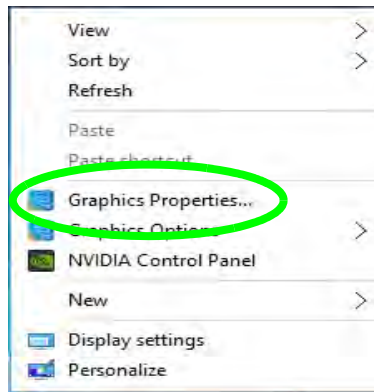 View
Sort by
Refresh
Paste
Paste shortcut
Graphics Properties...
Graphics Options
NVIDIA Control Panel
New
Display settings
Personalize